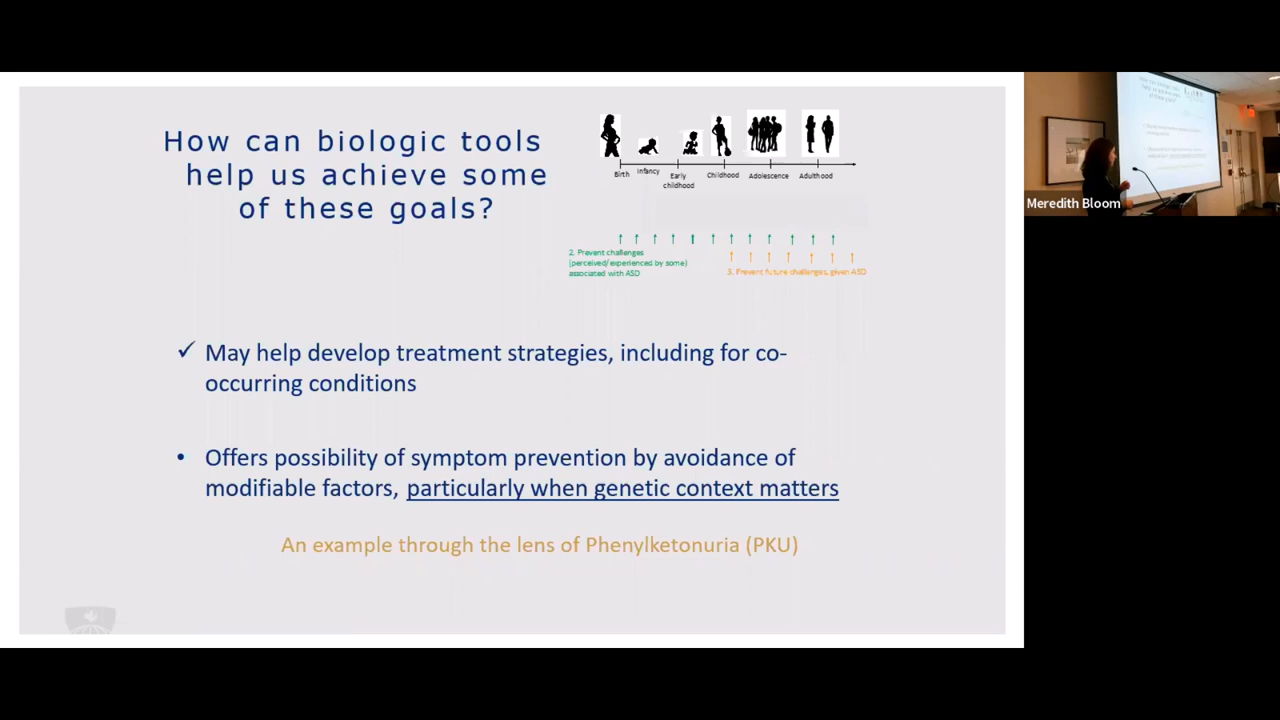 How can biologic tools
help us achieve some
of these goals?
Birth
Infancy
Early
childhood
Childhood
Adolescence
Adulthood
2. Prevent challenges
(perceived/experienced by some)
associated with ASD
3. Prevent future challenges, given ASD
✓ May help develop treatment strategies, including for co-
occurring conditions
• Offers possibility of symptom prevention by avoidance of
modifiable factors, particularly when genetic context matters
An example through the lens of Phenylketonuria (PKU)
Meredith Bloom